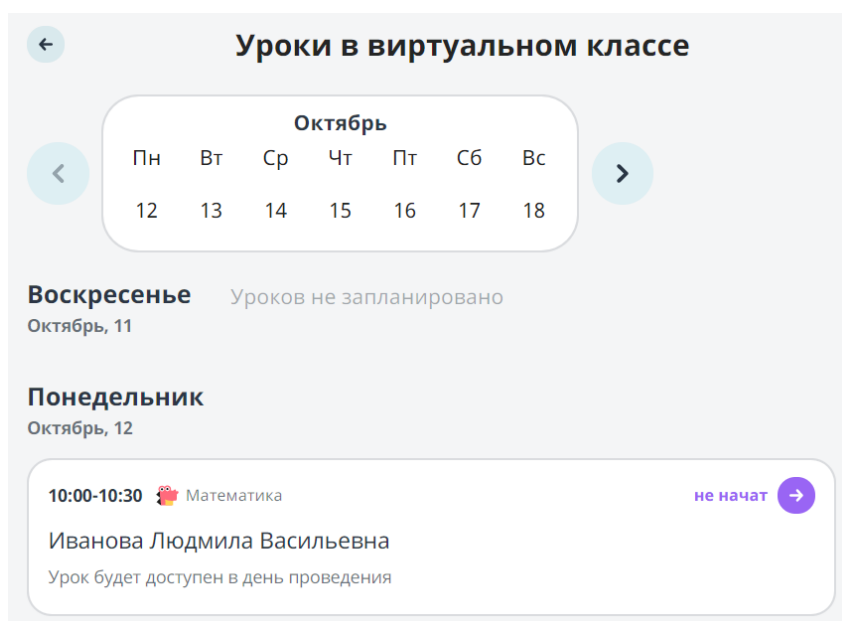 Уроки в виртуальном классе
Октябрь
Пн Вт Ср Чт Пт Сб Вс
12 13 14 15 16 17 18
Воскресенье Уроков не запланировано
Октябрь, 11
Понедельник
Октябрь, 12
10:00-10:30 Математика не начат
Иванова Людмила Васильевна
Урок будет доступен в день проведения